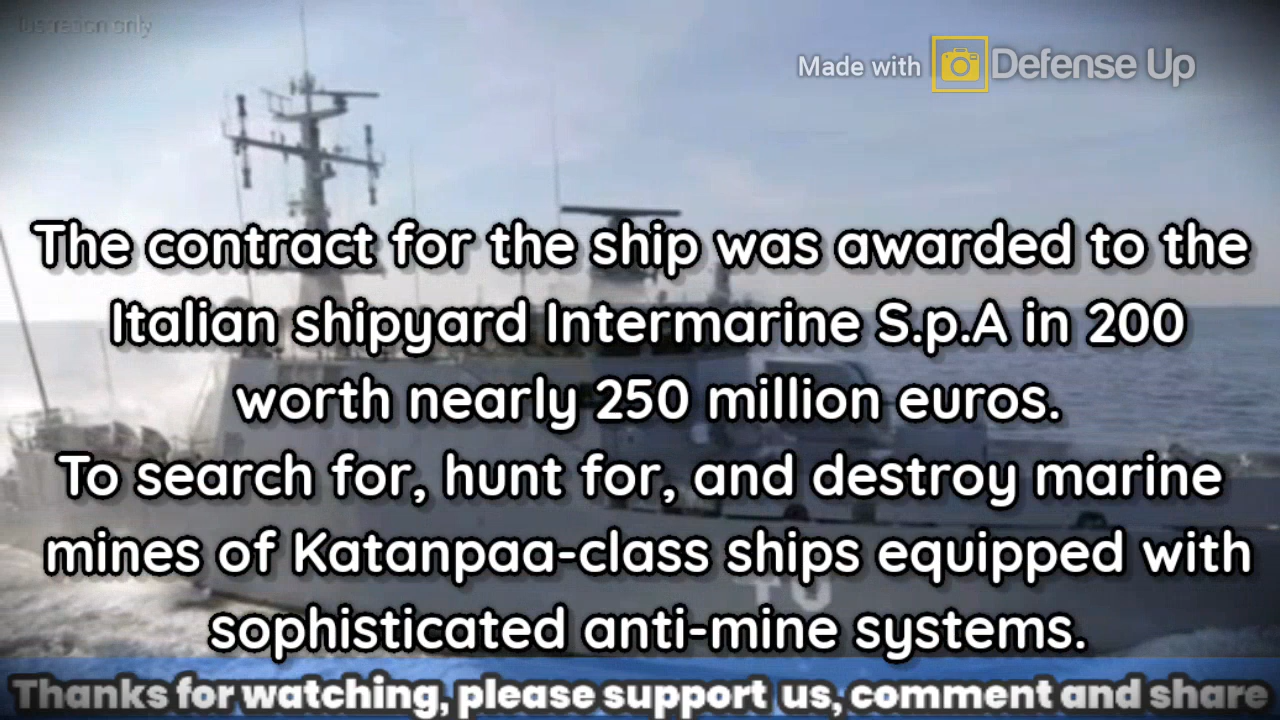 Illustration only
Made with Defense Up
The contract for the ship was awarded to the
Italian shipyard Intermarine S.p.A in 200
worth nearly 250 million euros.
To search for, hunt for, and destroy marine
mines of Katanpaa-class ships equipped with
sophisticated anti-mine systems.
Thanks for watching, please support us, comment and share